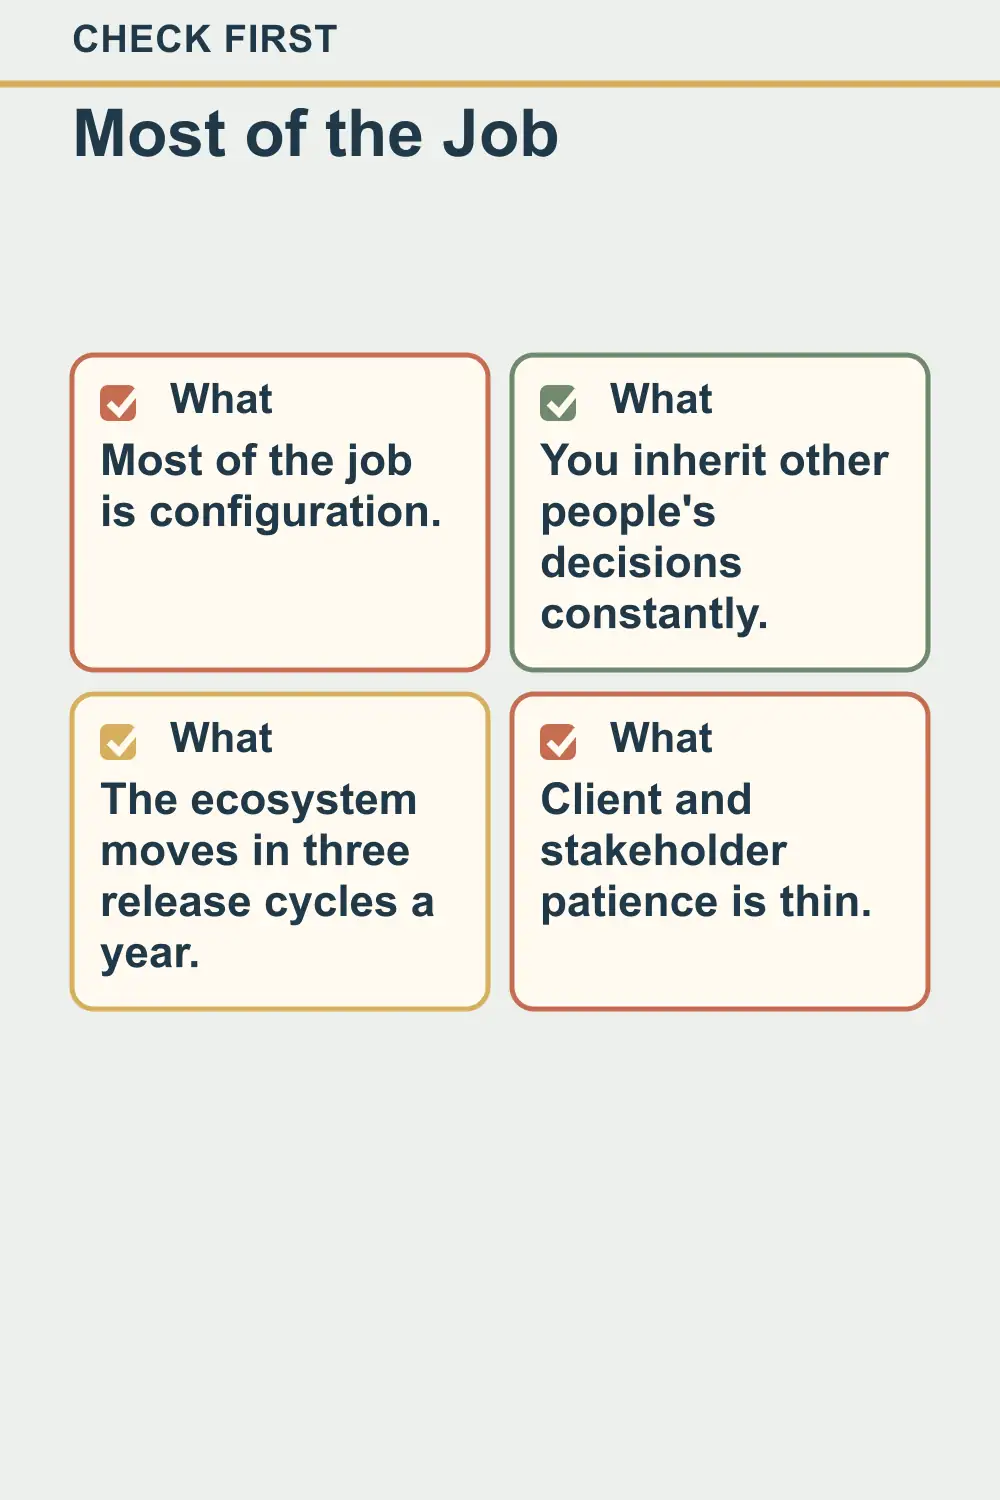 CHECK FIRST
Most of the Job
What
Most of the job
is configuration.
What
You inherit other
people's
decisions
constantly.
What
The ecosystem
moves in three
release cycles a
year.
What
Client and
stakeholder
patience is thin.